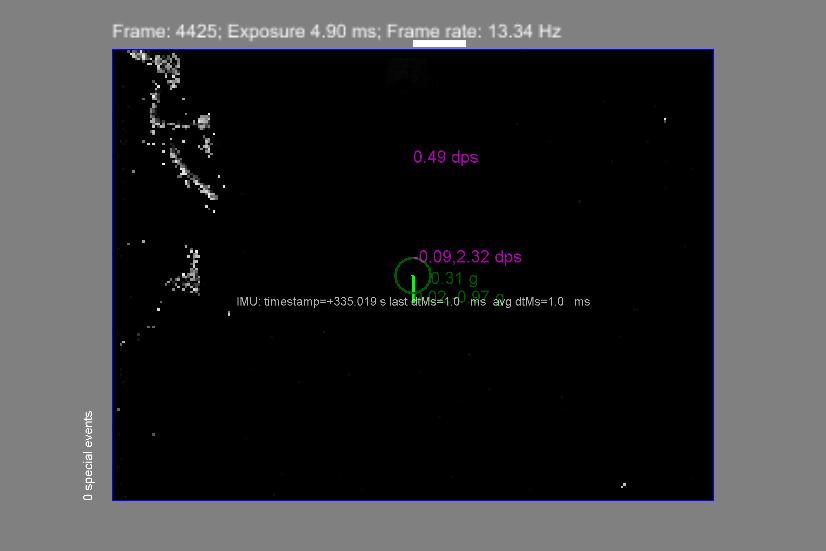 Frame: 4425; Exposure 4.90 ms; Frame rate: 13.34 Hz
0.49 dps
-0.09,2.32 dps
0.31 g
0.97 g
IMU: timestamp=+335.019 s last dtMs=1.0 ms avg dtMs=1.0 ms
0 special events